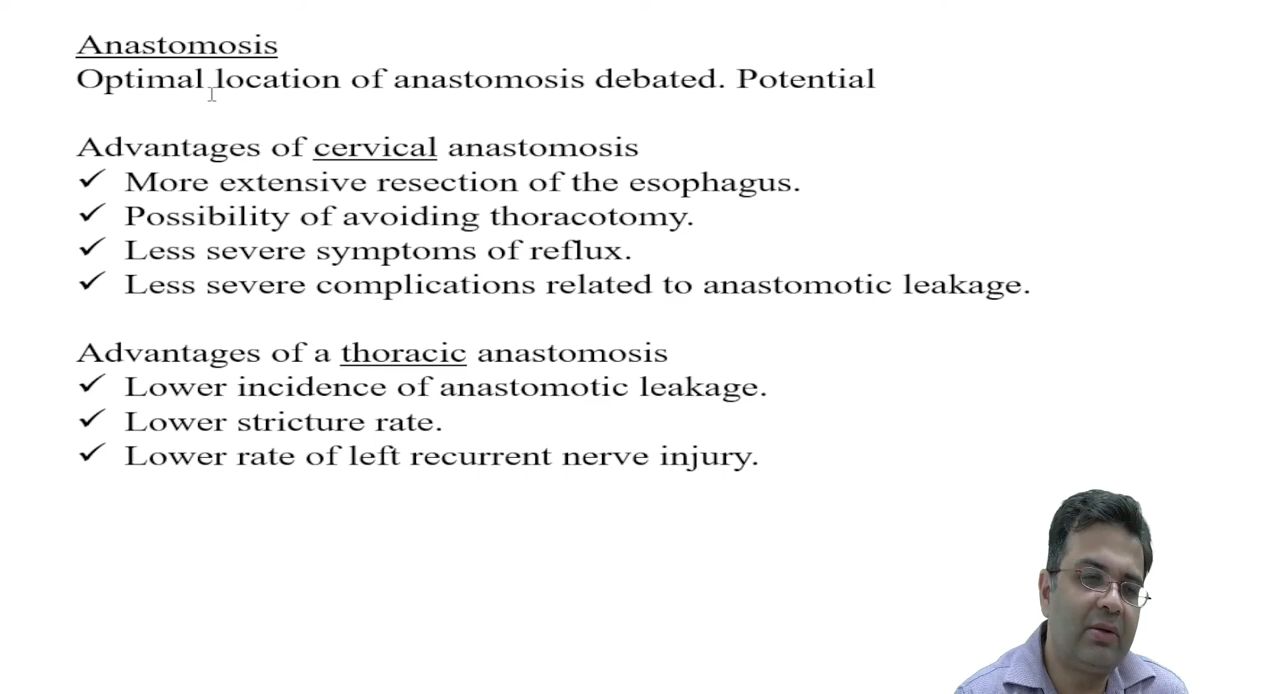 Anastomosis
Optimal location of anastomosis debated. Potential
Advantages of cervical anastomosis
✓ More extensive resection of the esophagus.
✓ Possibility of avoiding thoracotomy.
✓ Less severe symptoms of reflux.
✓ Less severe complications related to anastomotic leakage.
Advantages of a thoracic anastomosis
✓ Lower incidence of anastomotic leakage.
✓ Lower stricture rate.
✓ Lower rate of left recurrent nerve injury.